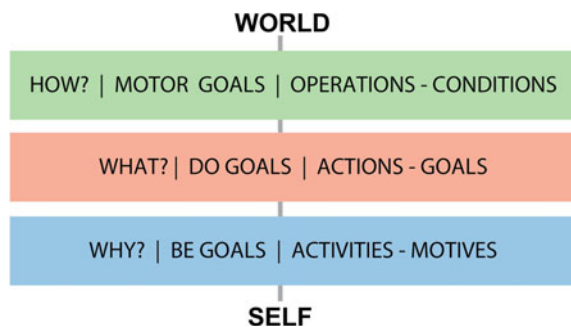 WORLD
HOW? | MOTOR GOALS | OPERATIONS - CONDITIONS
WHAT? | DO GOALS | ACTIONS - GOALS
WHY? | BE GOALS | ACTIVITIES - MOTIVES
SELF